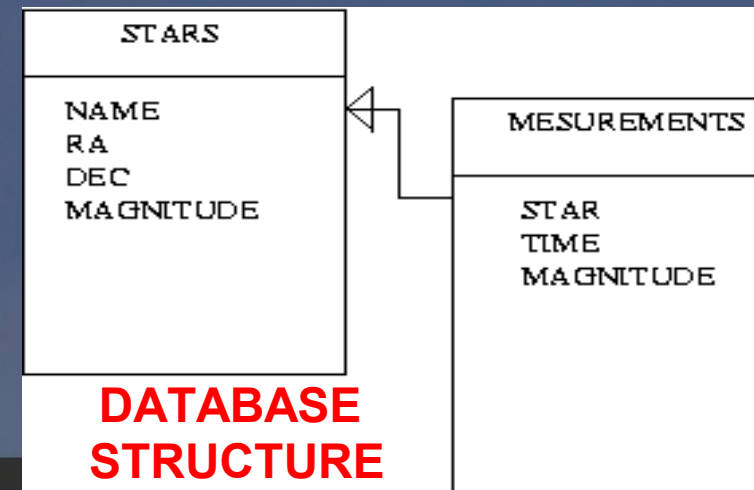 STARS
NAME
RA
DEC
MAGNITUDE
MESUREMENTS
STAR
TIME
MAGNITUDE
DATABASE
STRUCTURE